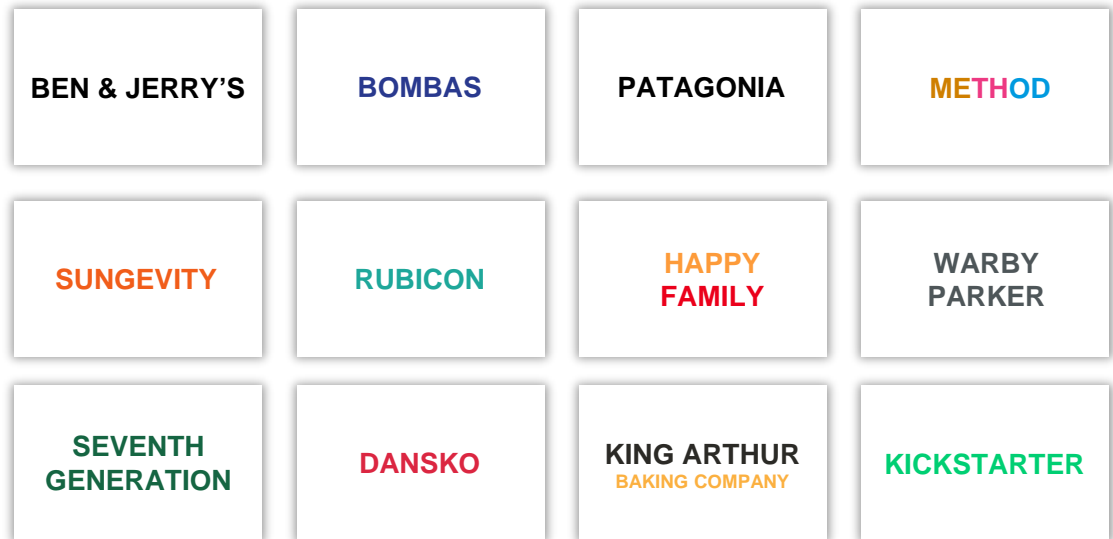 BEN & JERRY’S
BOMBAS
PATAGONIA
METHOD
SUNGEVITY
RUBICON
HAPPY
FAMILY
WARBY
PARKER
SEVENTH
GENERATION
DANSKO
KING ARTHUR
BAKING COMPANY
KICKSTARTER